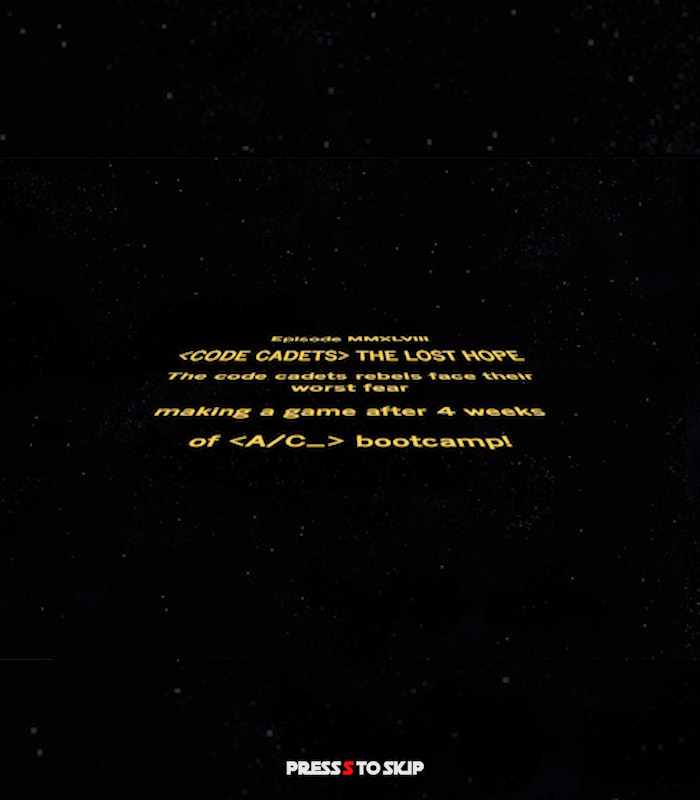 Episode MMXLVIII
<CODE CADETS> THE LOST HOPE
The code cadets rebels face their
worst fear
making a game after 4 weeks
of <A/C_> bootcamp!
PRESS S TO SKIP